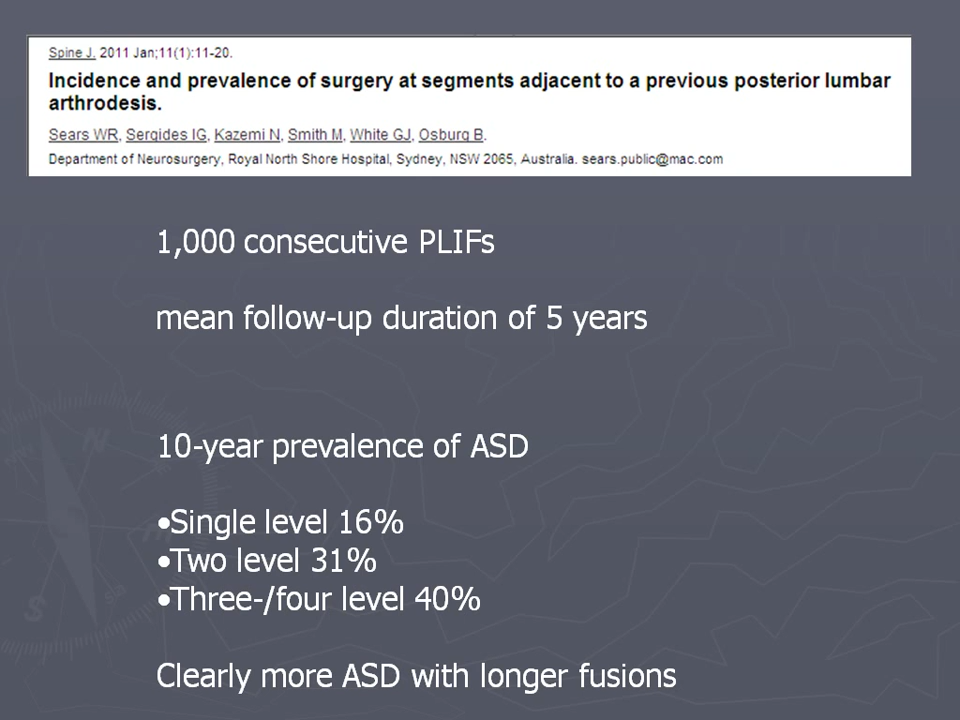 Spine J. 2011 Jan;11(1):11-20.
Incidence and prevalence of surgery at segments adjacent to a previous posterior lumbar
arthrodesis.
Sears WR, Sergides IG, Kazemi N, Smith M, White GJ, Osburg B.
Department of Neurosurgery, Royal North Shore Hospital, Sydney, NSW 2065, Australia. sears.public@mac.com
1,000 consecutive PLIFs
mean follow-up duration of 5 years
10-year prevalence of ASD
•Single level 16%
•Two level 31%
•Three-/four level 40%
Clearly more ASD with longer fusions
N
S